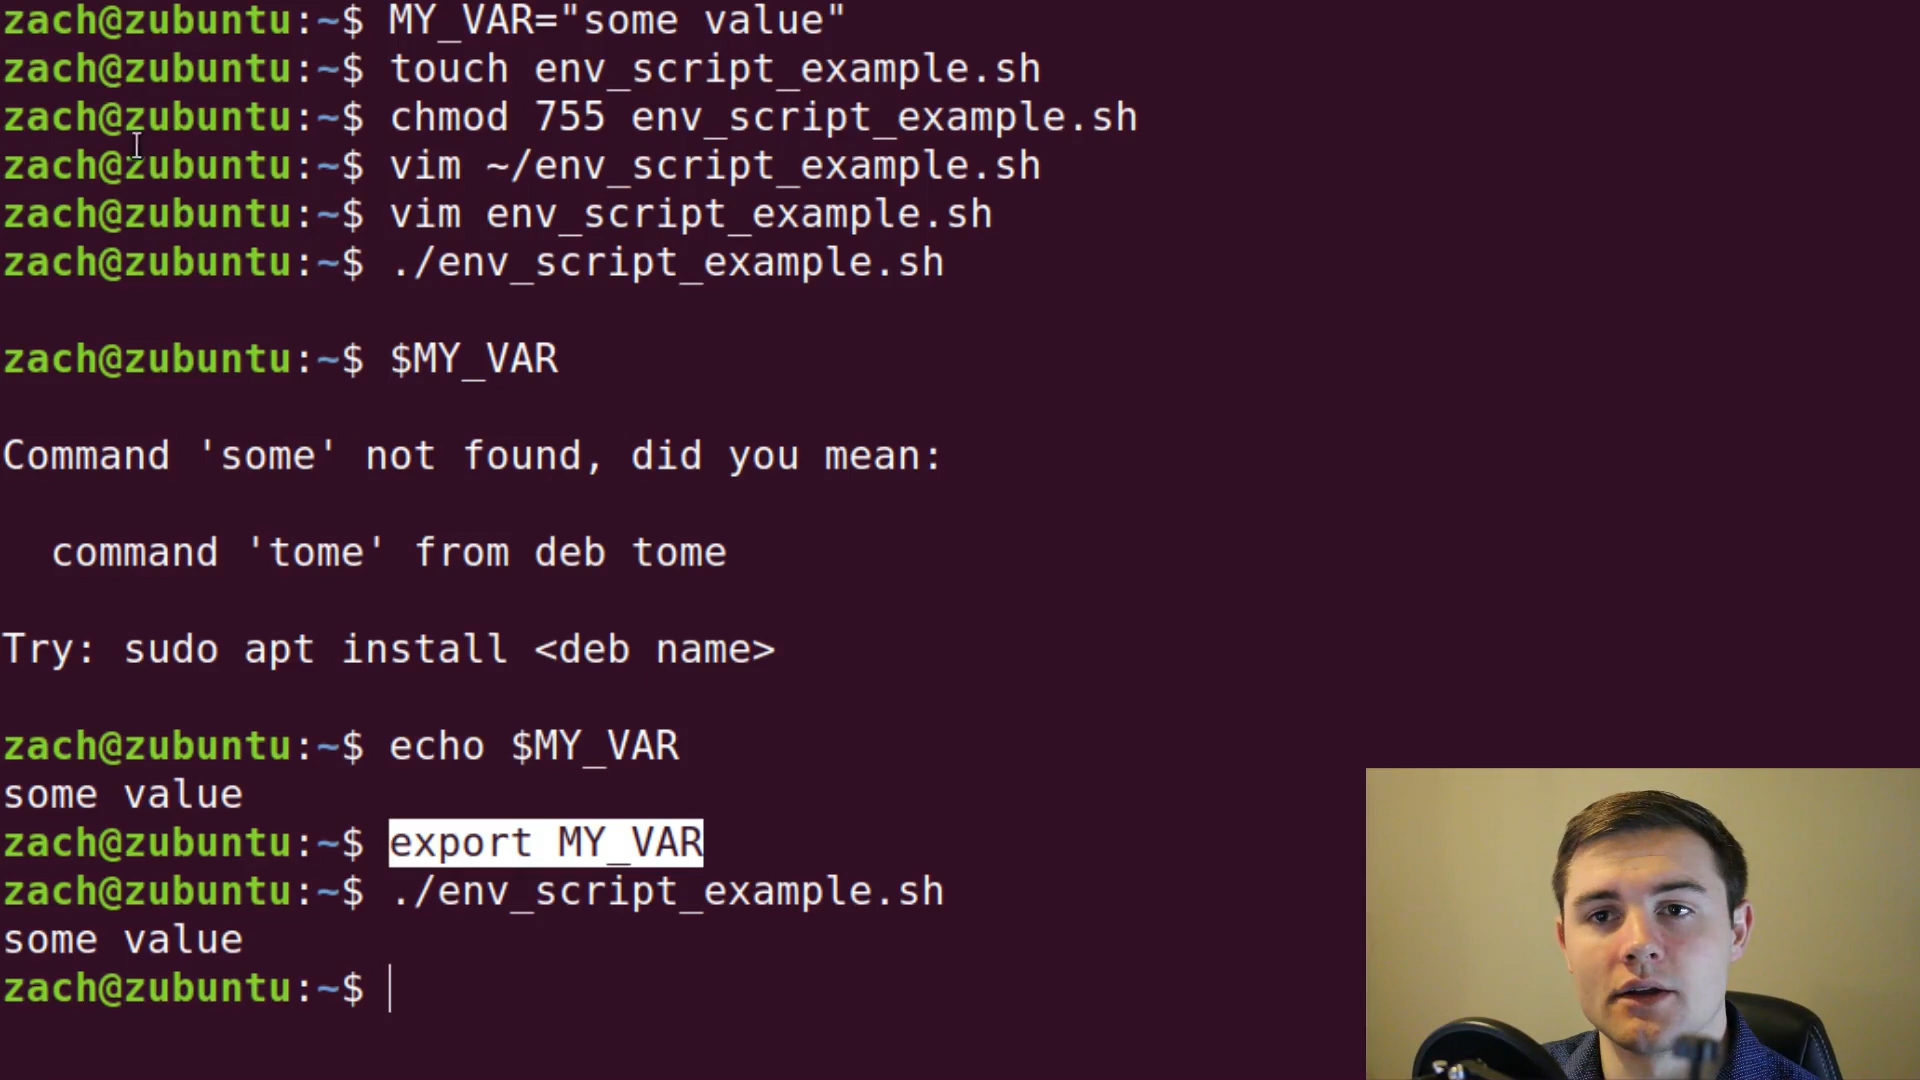 zach@zubuntu:~$ MY_VAR="some value"
zach@zubuntu:~$ touch env_script_example.sh
zach@zubuntu:~$ chmod 755 env_script_example.sh
zach@zubuntu:~$ vim ~/env_script_example.sh
zach@zubuntu:~$ vim env_script_example.sh
zach@zubuntu:~$ ./env_script_example.sh
zach@zubuntu:~$ $MY_VAR
Command 'some' not found, did you mean:
command 'tome' from deb tome
Try: sudo apt install <deb name>
zach@zubuntu:~$ echo $MY_VAR
some value
zach@zubuntu:~$ export MY_VAR
zach@zubuntu:~$ ./env_script_example.sh
some value
zach@zubuntu:~$